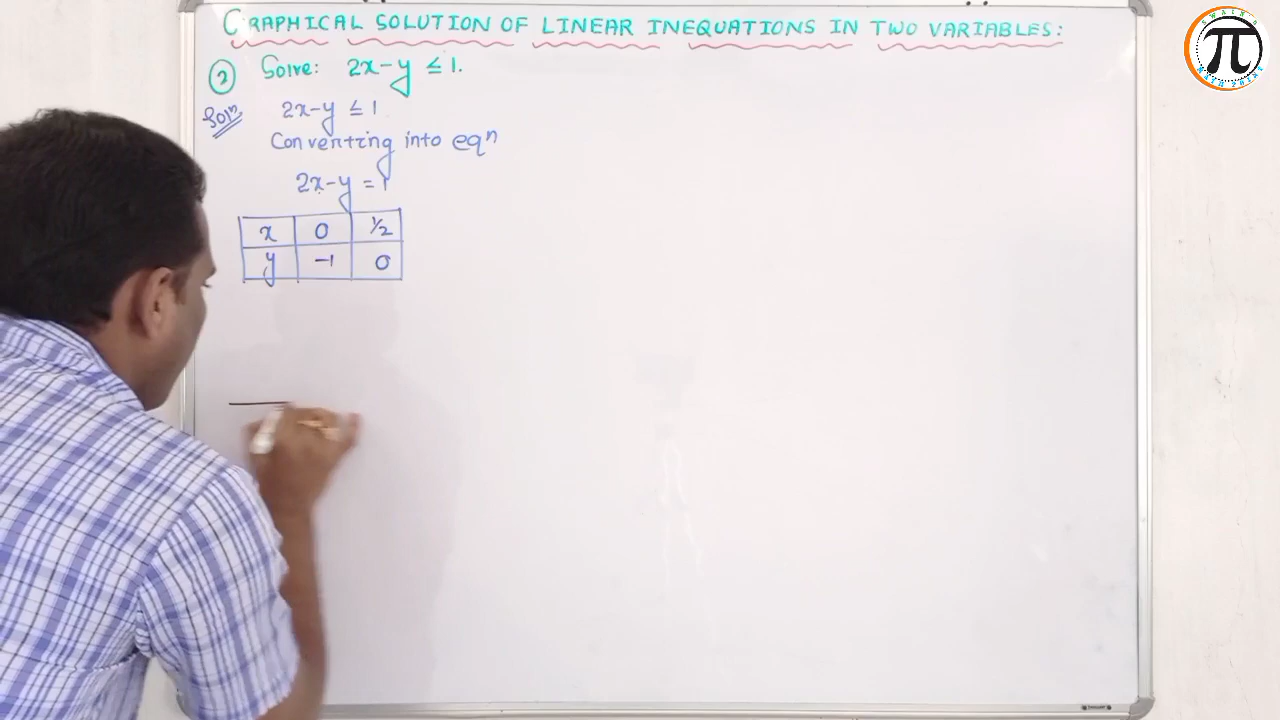 GRAPHICAL SOLUTION OF LINEAR INEQUATIONS IN TWO VARIABLES:
② Solve: 2x-y ≤ 1.
Solⁿ 2x-y ≤ 1
Converting into eqⁿ
2x-y = 1
x 0 1/2
y -1 0
π